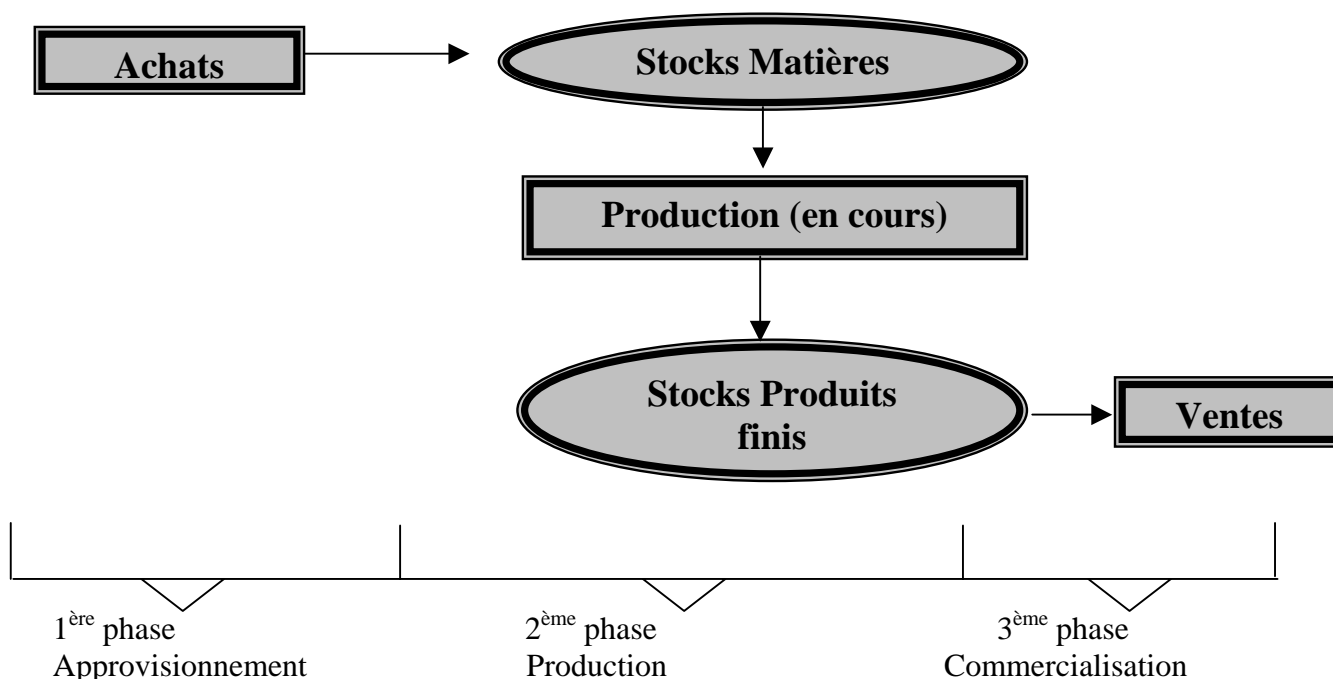 Achats
Stocks Matières
Production (en cours)
Stocks Produits
finis
Ventes
1ère phase
Approvisionnement
2ème phase
Production
3ème phase
Commercialisation